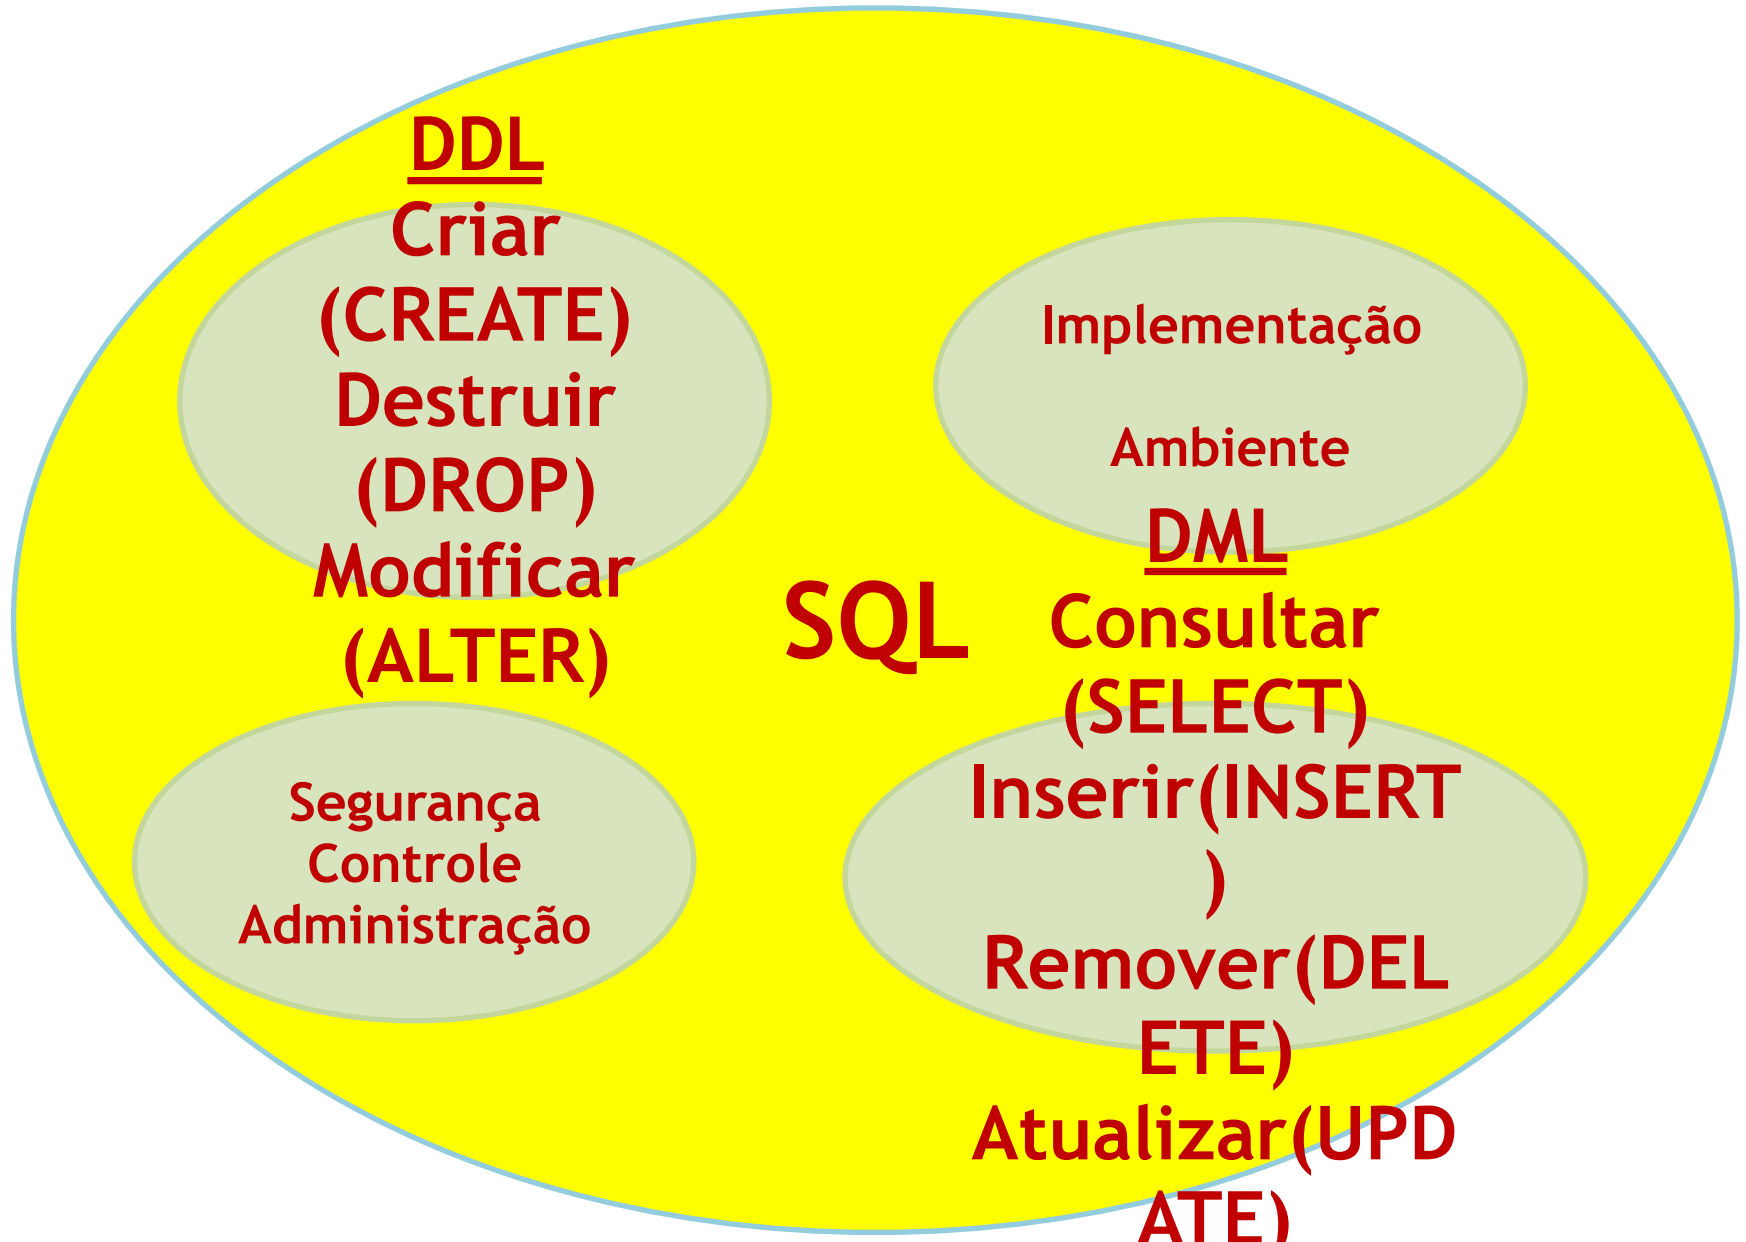 DDL
Criar
(CREATE)
Destruir
(DROP)
Modificar
(ALTER)
Implementação
Ambiente
SQL
Segurança
Controle
Administração
DML
Consultar
(SELECT)
Inserir(INSERT
)
Remover(DEL
ETE)
Atualizar(UPD
ATE)